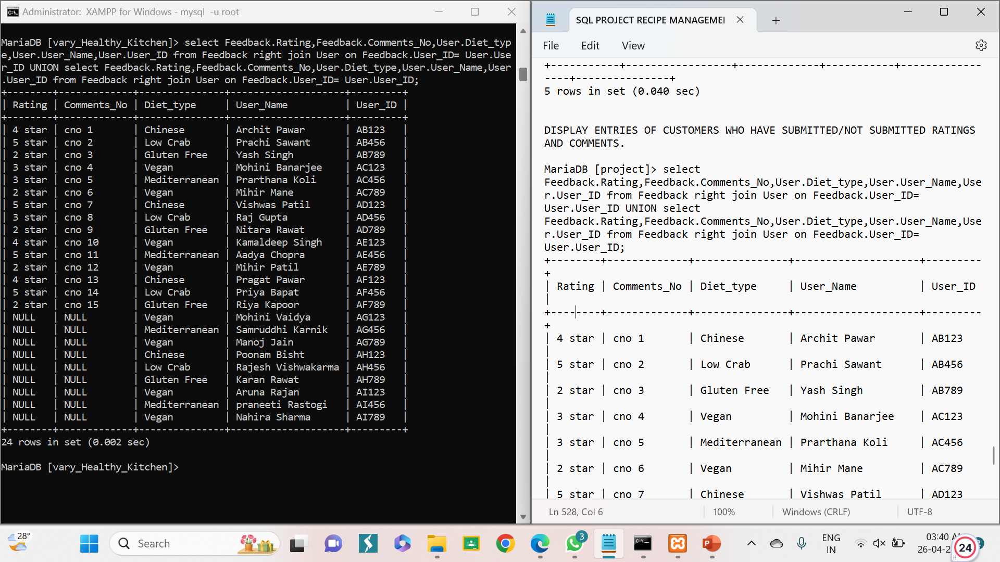 Administrator:  XAMPP for Windows - mysql  -u root
MariaDB [vary_Healthy_Kitchen]> select Feedback.Rating,Feedback.Comments_No,User.Diet_typ
e,User.User_Name,User.User_ID from Feedback right join User on Feedback.User_ID= User.Use
r_ID UNION select Feedback.Rating,Feedback.Comments_No,User.Diet_type,User.User_Name,User
.User_ID from Feedback right join User on Feedback.User_ID= User.User_ID;
+--------+-------------+---------------+--------------------+---------+
| Rating | Comments_No | Diet_type     | User_Name          | User_ID |
+--------+-------------+---------------+--------------------+---------+
| 4 star | cno 1       | Chinese       | Archit Pawar       | AB123   |
| 5 star | cno 2       | Low Crab      | Prachi Sawant      | AB456   |
| 2 star | cno 3       | Gluten Free   | Yash Singh         | AB789   |
| 3 star | cno 4       | Vegan         | Mohini Banarjee    | AC123   |
| 3 star | cno 5       | Mediterranean | Prarthana Koli     | AC456   |
| 2 star | cno 6       | Vegan         | Mihir Mane         | AC789   |
| 5 star | cno 7       | Chinese       | Vishwas Patil      | AD123   |
| 3 star | cno 8       | Low Crab      | Raj Gupta          | AD456   |
| 2 star | cno 9       | Gluten Free   | Nitara Rawat       | AD789   |
| 4 star | cno 10      | Vegan         | Kamaldeep Singh    | AE123   |
| 5 star | cno 11      | Mediterranean | Aadya Chopra       | AE456   |
| 2 star | cno 12      | Vegan         | Mihir Patil        | AE789   |
| 4 star | cno 13      | Chinese       | Pragat Pawar       | AF123   |
| 5 star | cno 14      | Low Crab      | Priya Bapat        | AF456   |
| 2 star | cno 15      | Gluten Free   | Riya Kapoor        | AF789   |
| NULL   | NULL        | Vegan         | Mohini Vaidya      | AG123   |
| NULL   | NULL        | Mediterranean | Samruddhi Karnik   | AG456   |
| NULL   | NULL        | Vegan         | Manoj Jain         | AG789   |
| NULL   | NULL        | Chinese       | Poonam Bisht       | AH123   |
| NULL   | NULL        | Low Crab      | Rajesh Vishwakarma | AH456   |
| NULL   | NULL        | Gluten Free   | Karan Rawat        | AH789   |
| NULL   | NULL        | Vegan         | Aruna Rajan        | AI123   |
| NULL   | NULL        | Mediterranean | praneeti Rastogi   | AI456   |
| NULL   | NULL        | Vegan         | Nahira Sharma      | AI789   |
+--------+-------------+---------------+--------------------+---------+
24 rows in set (0.002 sec)
MariaDB [vary_Healthy_Kitchen]>
SQL PROJECT RECIPE MANAGEMEI
File Edit View
+-----------+-----------------+-------------+-----------+-------------
----+---------------+
5 rows in set (0.040 sec)
DISPLAY ENTRIES OF CUSTOMERS WHO HAVE SUBMITTED/NOT SUBMITTED RATINGS
AND COMMENTS.
MariaDB [project]> select
Feedback.Rating,Feedback.Comments_No,User.Diet_type,User.User_Name,Use
r.User_ID from Feedback right join User on Feedback.User_ID=
User.User_ID UNION select
Feedback.Rating,Feedback.Comments_No,User.Diet_type,User.User_Name,Use
r.User_ID from Feedback right join User on Feedback.User_ID=
User.User_ID;
+--------+-------------+---------------+--------------------+---------
+
| Rating | Comments_No | Diet_type     | User_Name          | User_ID
|
+--------+-------------+---------------+--------------------+---------
+
| 4 star | cno 1       | Chinese       | Archit Pawar       | AB123
|
| 5 star | cno 2       | Low Crab      | Prachi Sawant      | AB456
|
| 2 star | cno 3       | Gluten Free   | Yash Singh         | AB789
|
| 3 star | cno 4       | Vegan         | Mohini Banarjee    | AC123
|
| 3 star | cno 5       | Mediterranean | Prarthana Koli     | AC456
|
| 2 star | cno 6       | Vegan         | Mihir Mane         | AC789
|
| 5 star | cno 7       | Chinese       | Vishwas Patil      | AD123
Ln 528, Col 6 100% Windows (CRLF) UTF-8
28° Search 3 ENG 03:40
IN 26-04-2 24